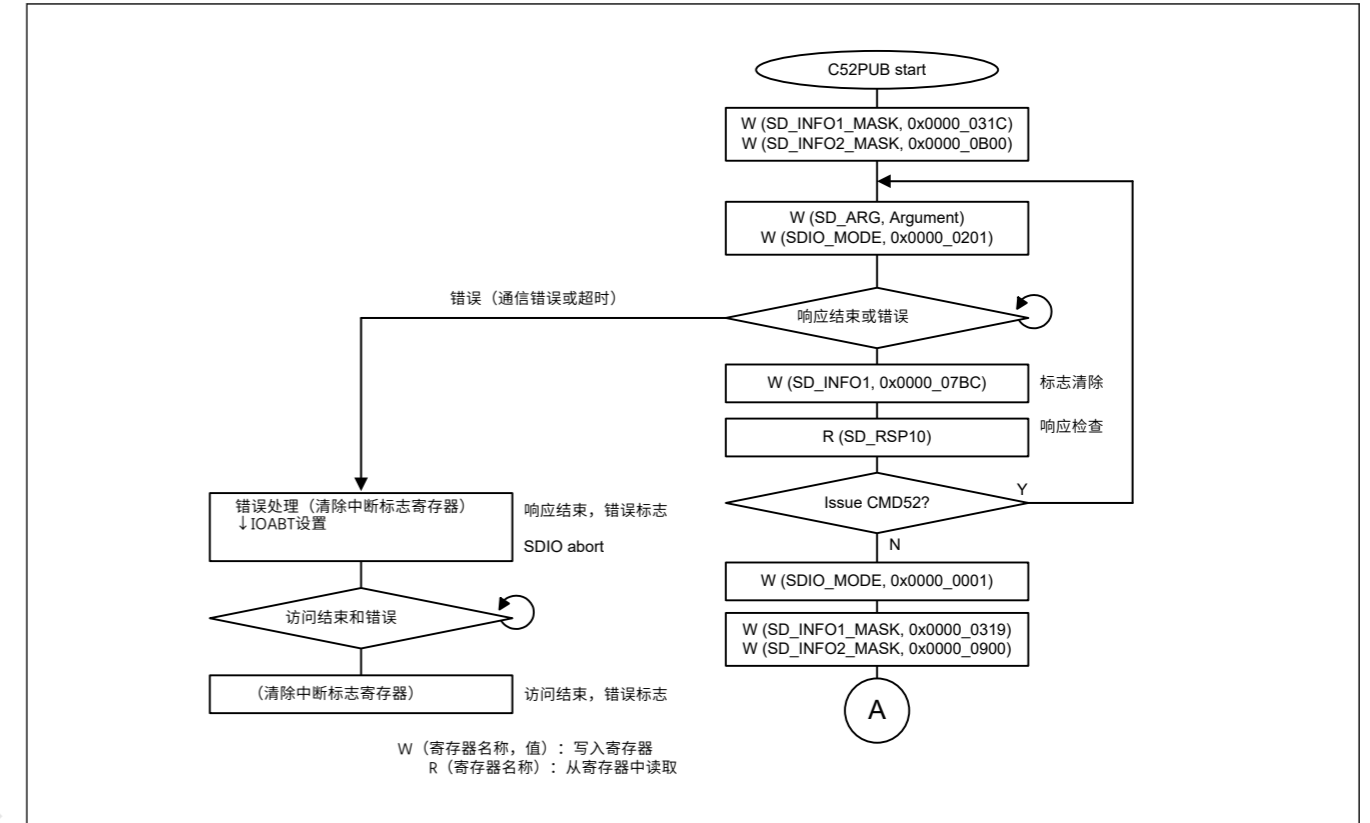 C52PUB start
W (SD_INFO1_MASK, 0x0000_031C)
W (SD_INFO2_MASK, 0x0000_0B00)
W (SD_ARG, Argument)
W (SDIO_MODE, 0x0000_0201)
错误（通信错误或超时）
响应结束或错误
W (SD_INFO1, 0x0000_07BC)
标志清除
R (SD_RSP10)
响应检查
Issue CMD52?
Y
N
错误处理（清除中断标志寄存器）
↓IOABT设置
响应结束，错误标志
SDIO abort
W (SDIO_MODE, 0x0000_0001)
访问结束和错误
W (SD_INFO1_MASK, 0x0000_0319)
W (SD_INFO2_MASK, 0x0000_0900)
（清除中断标志寄存器）
访问结束，错误标志
A
W（寄存器名称，值）：写入寄存器
R（寄存器名称）：从寄存器中读取